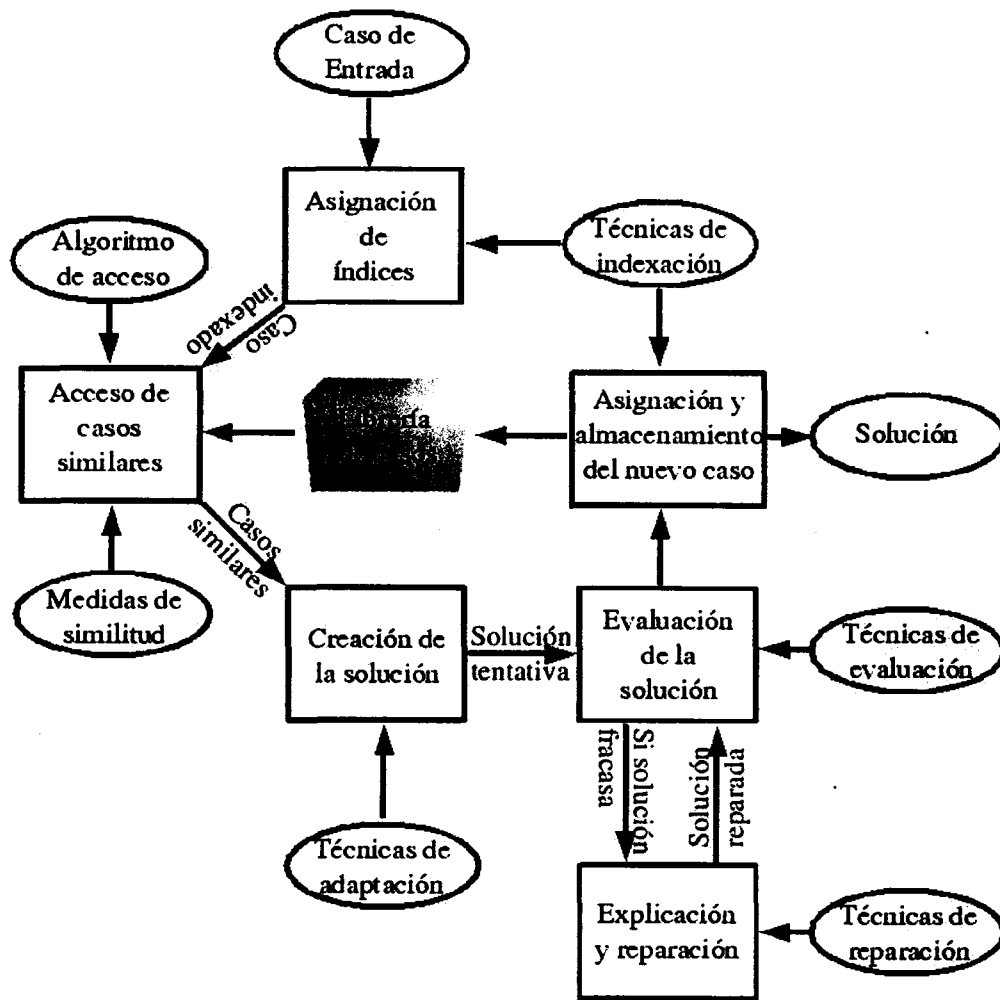 Caso de
Entrada
Asignación
de
índices
Técnicas de
indexación
Algoritmo
de acceso
Caso
indexado
Acceso de
casos
similares
Asignación y
almacenamiento
del nuevo caso
Solución
Casos
similares
Medidas de
similitud
Creación de
la solución
Solución
tentativa
Evaluación
de la
solución
Técnicas de
evaluación
Si solución
fracasa
Solución
reparada
Técnicas de
adaptación
Explicación
y reparación
Técnicas de
reparación